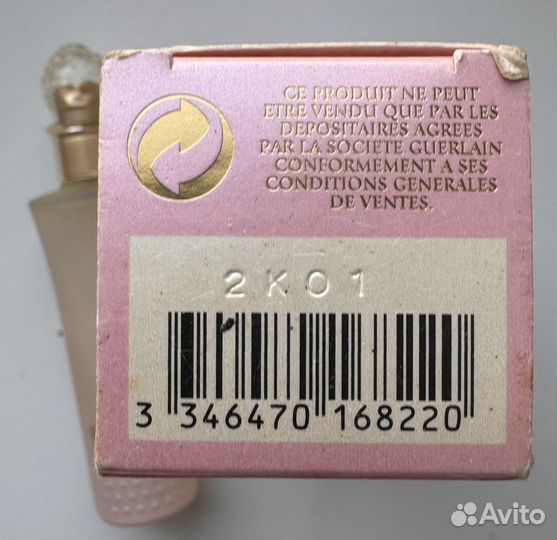 CE PRODUIT NE PEUT
ETRE VENDU QUE PAR LES
DEPOSITAIRES AGREES
PAR LA SOCIETE GUERLAIN
CONFORMEMENT A SES
CONDITIONS GENERALES
DE VENTES.
2K01
3 346470 168220
Avito